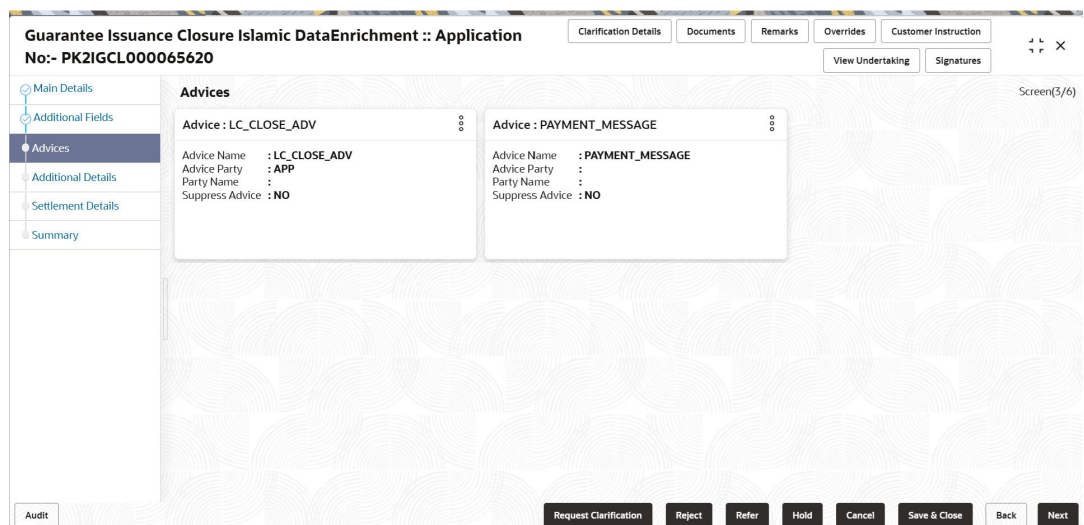 Guarantee Issuance Closure Islamic DataEnrichment :: Application
No:- PK2IGCL000065620
Clarification Details
Documents
Remarks
Overrides
Customer Instruction
View Undertaking
Signatures
Main Details
Additional Fields
Advices
Additional Details
Settlement Details
Summary
Advices
Screen(3/6)
Advice : LC_CLOSE_ADV
Advice Name : LC_CLOSE_ADV
Advice Party : APP
Party Name :
Suppress Advice : NO
Advice : PAYMENT_MESSAGE
Advice Name : PAYMENT_MESSAGE
Advice Party :
Party Name :
Suppress Advice : NO
Audit
Request Clarification
Reject
Refer
Hold
Cancel
Save & Close
Back
Next